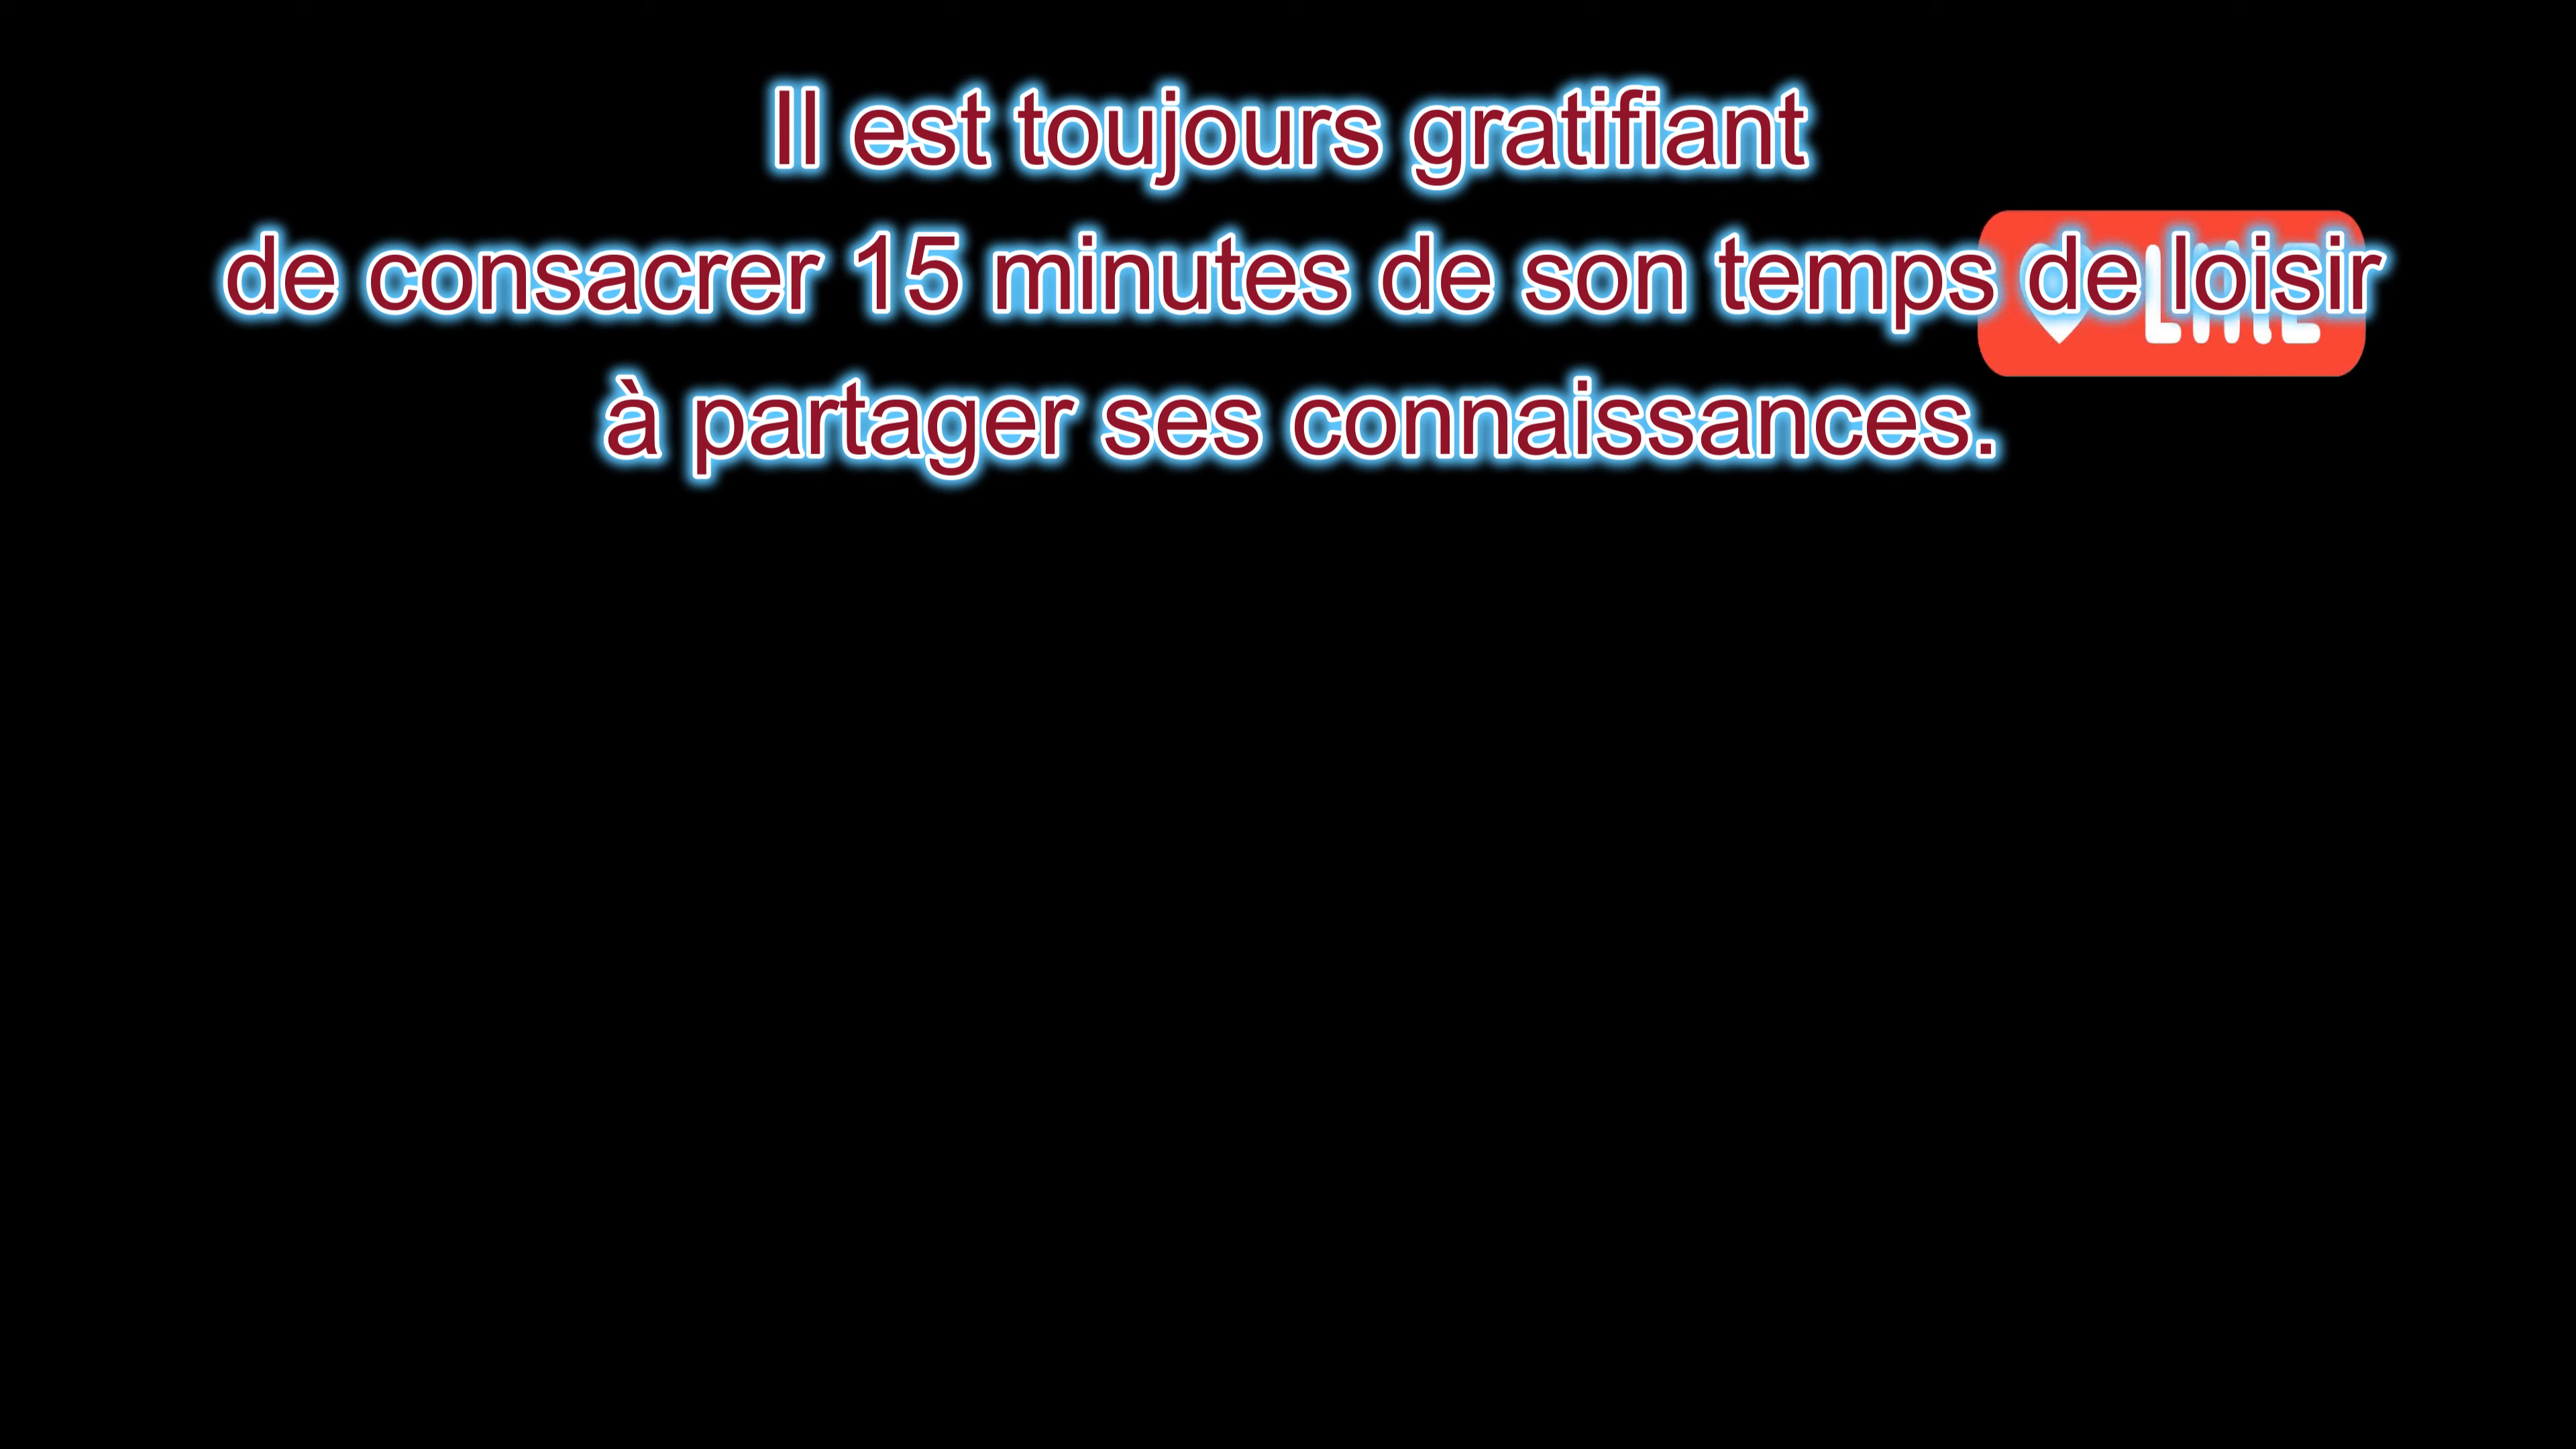 Il est toujours gratifiant
de consacrer 15 minutes de son temps de loisir
à partager ses connaissances.